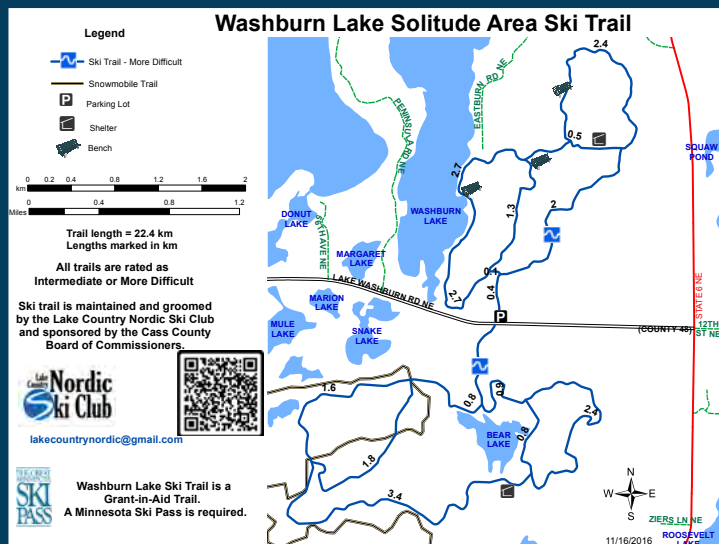 Washburn Lake Solitude Area Ski Trail
Legend
Ski Trail - More Difficult
Snowmobile Trail
P
Parking Lot
Shelter
Bench
0 0.2 0.4 0.8 1.2 1.6 2
km
Miles
0 0.4 0.8 1.2
Trail length = 22.4 km
Lengths marked in km
All trails are rated as
Intermediate or More Difficult
Ski trail is maintained and groomed
by the Lake Country Nordic Ski Club
and sponsored by the Cass County
Board of Commissioners.
Lake
Country
Nordic
Ski Club
lakecountrynordic@gmail.com
THE GREAT
MINNESOTA
SKI
PASS
Washburn Lake Ski Trail is a
Grant-in-Aid Trail.
A Minnesota Ski Pass is required.
2.4
EASTBURN RD NE
PENINSULA RD NE
0.5
SQUAW
POND
2.7
1.3
2
WASHBURN
LAKE
DONUT
LAKE
56TH AVE NE
MARGARET
LAKE
0.1
0.4
2.7
LAKE WASHBURN RD NE
STATE 6 NE
MARION
LAKE
P
MULE
LAKE
SNAKE
LAKE
(COUNTY 48)
12TH
ST NE
1.6
0.8
0.9
2.4
BEAR
LAKE
0.8
1.8
3.4
N
W E
S
ZIERS LN NE
ROOSEVELT
LAKE
11/16/2016